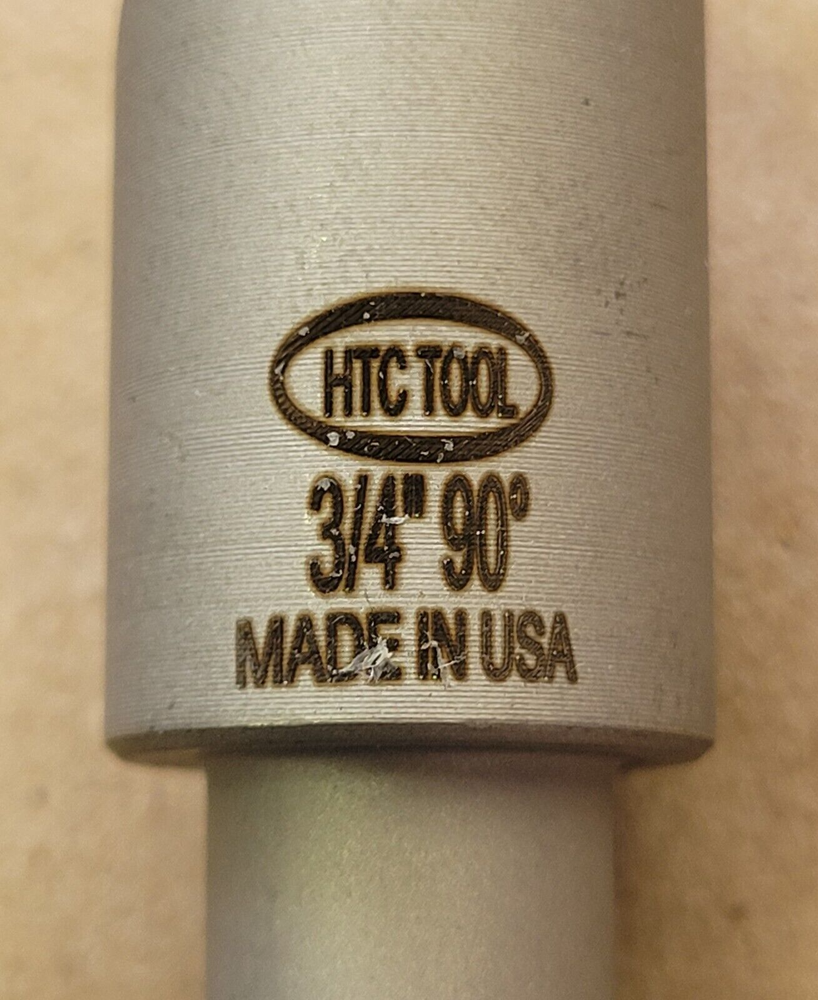 HTC TOOL
3/4" 90°
MADE IN USA